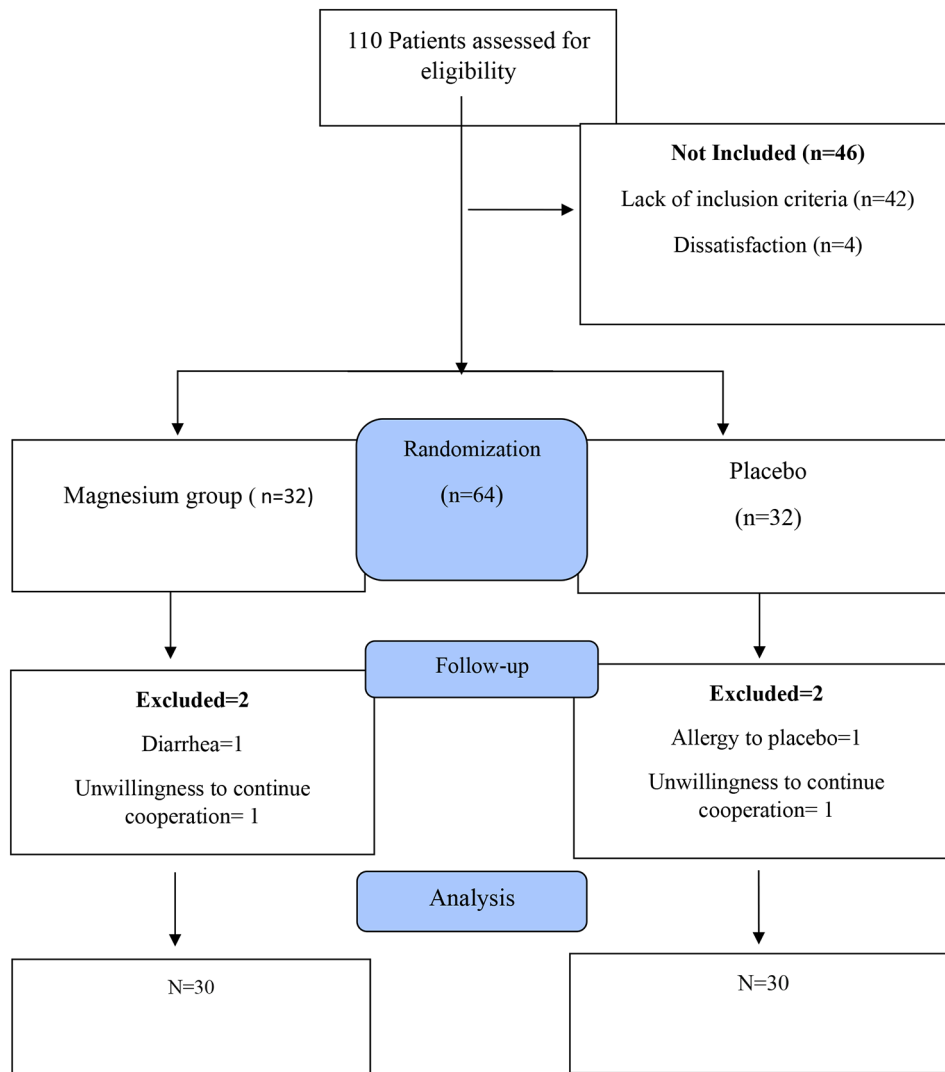 110 Patients assessed for
eligibility
Not Included (n=46)
Lack of inclusion criteria (n=42)
Dissatisfaction (n=4)
Magnesium group ( n=32)
Randomization
(n=64)
Placebo
(n=32)
Follow-up
Excluded=2
Diarrhea=1
Unwillingness to continue
cooperation= 1
Excluded=2
Allergy to placebo=1
Unwillingness to continue
cooperation= 1
Analysis
N=30
N=30